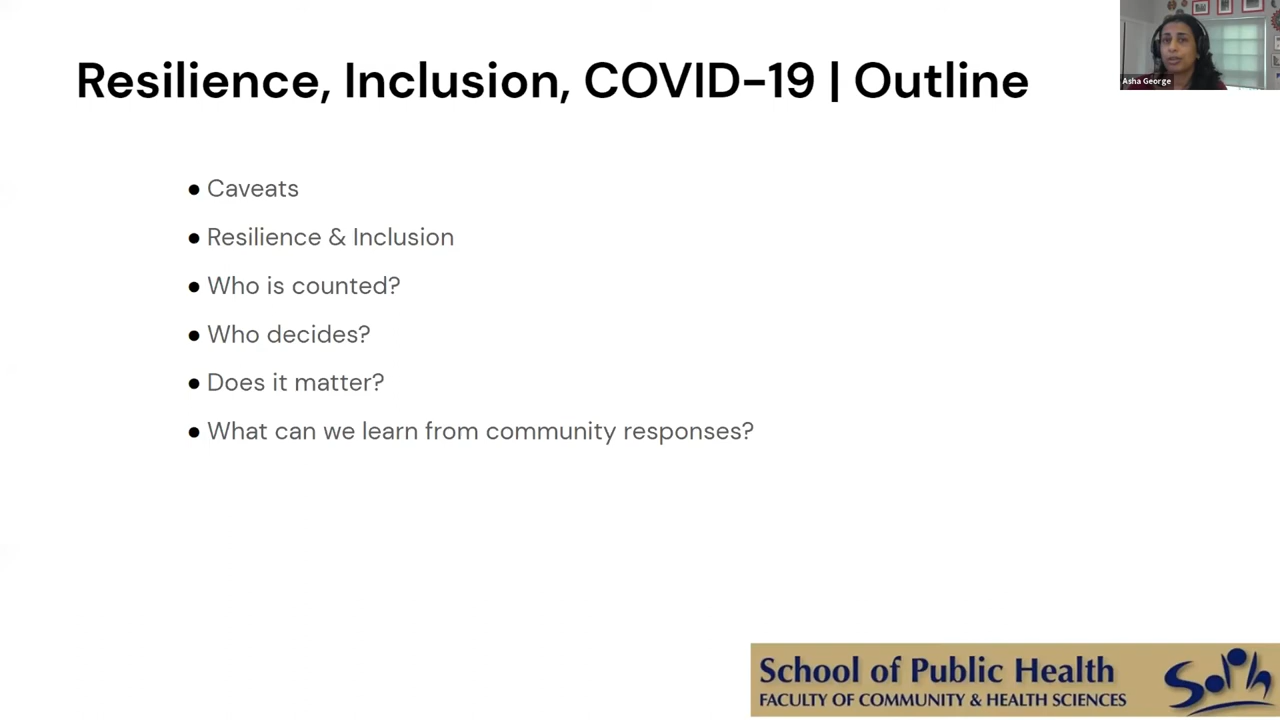 Resilience, Inclusion, COVID-19 | Outline
Asha George
● Caveats
● Resilience & Inclusion
● Who is counted?
● Who decides?
● Does it matter?
● What can we learn from community responses?
School of Public Health
FACULTY OF COMMUNITY & HEALTH SCIENCES
SoPh